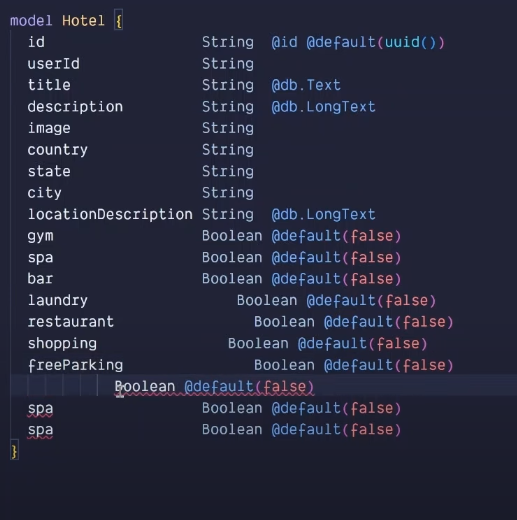 model Hotel {
id String @id @default(uuid())
userId String
title String @db.Text
description String @db.LongText
image String
country String
state String
city String
locationDescription String @db.LongText
gym Boolean @default(false)
spa Boolean @default(false)
bar Boolean @default(false)
laundry Boolean @default(false)
restaurant Boolean @default(false)
shopping Boolean @default(false)
freeParking Boolean @default(false)
Boolean @default(false)
spa Boolean @default(false)
spa Boolean @default(false)
}